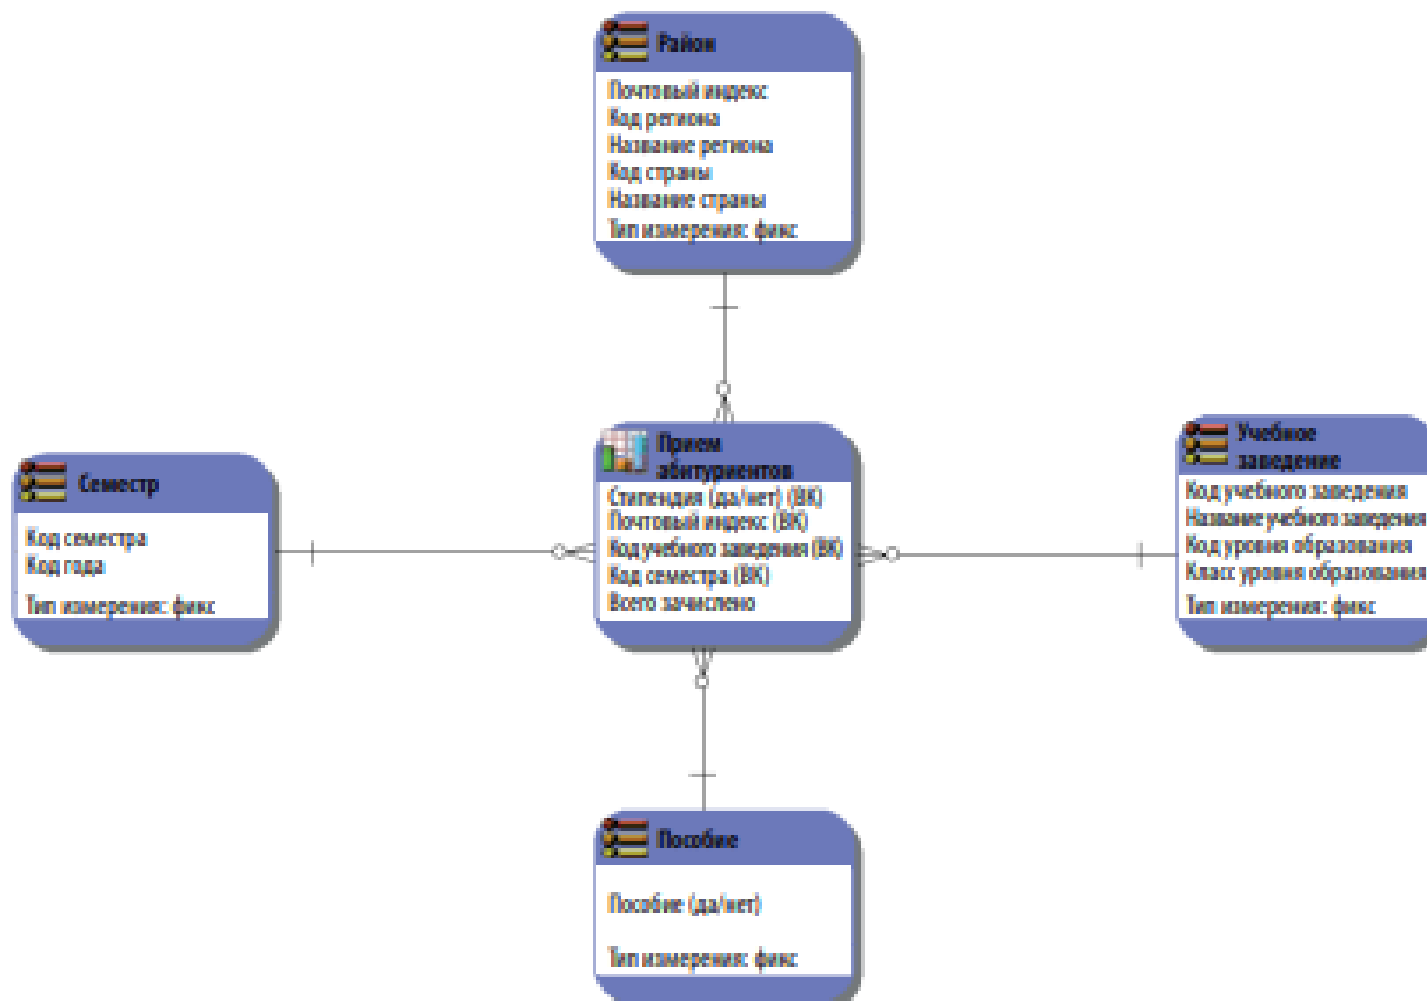 Район
Почтовый индекс
Код региона
Название региона
Код страны
Название страны
Тип измерения: фикс
Семестр
Код семестра
Код года
Тип измерения: фикс
Прием
абитуриентов
Стипендия (да/нет) (ВК)
Почтовый индекс (ВК)
Код учебного заведения (ВК)
Код семестра (ВК)
Всего зачислено
Учебное
заведение
Код учебного заведения
Название учебного заведения
Код уровня образования
Класс уровня образования
Тип измерения: фикс
Пособие
Пособие (да/нет)
Тип измерения: фикс